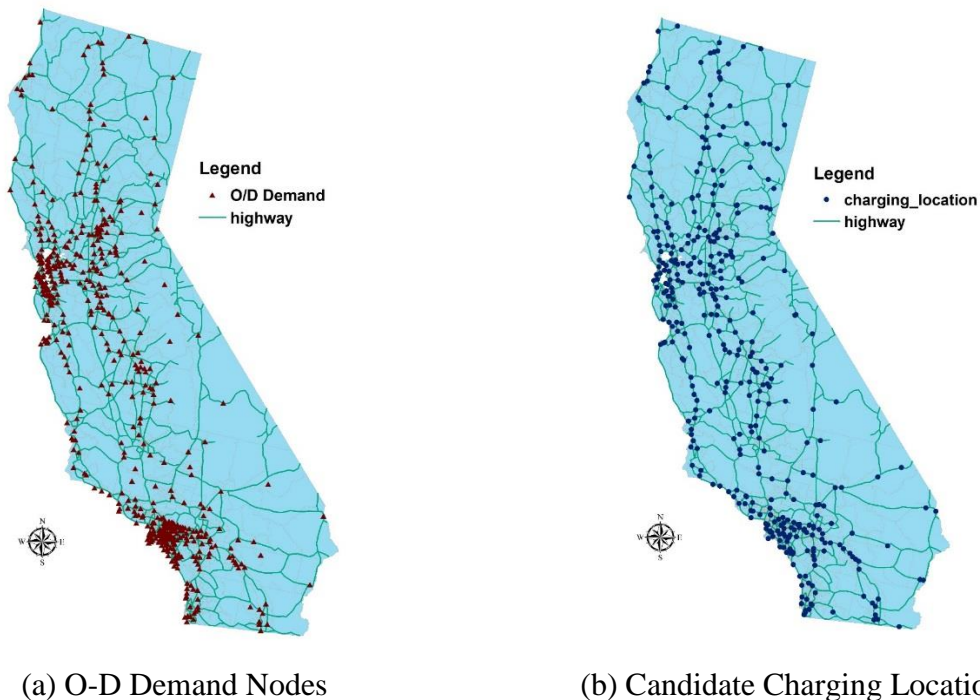 Legend
O/D Demand
highway
N
W E
S
(a) O-D Demand Nodes
Legend
charging_location
highway
N
W E
S
(b) Candidate Charging Locatio